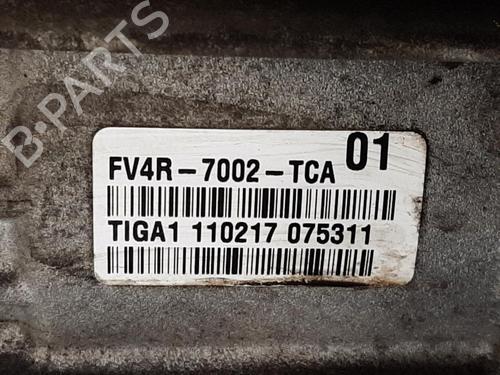 B-PARTS
01
FV4R-7002-TCA
TIGA1 110217 075311